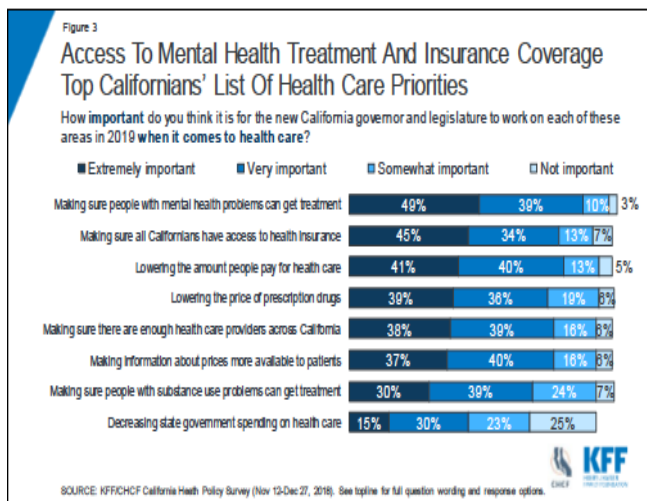 Figure 3
Access To Mental Health Treatment And Insurance Coverage
Top Californians' List Of Health Care Priorities
How important do you think it is for the new California governor and legislature to work on each of these
areas in 2019 when it comes to health care?
Extremely important Very important Somewhat important Not important
Making sure people with mental health problems can get treatment 49% 39% 10% 3%
Making sure all Californians have access to health insurance 45% 34% 13% 7%
Lowering the amount people pay for health care 41% 40% 13% 5%
Lowering the price of prescription drugs 39% 36% 19% 6%
Making sure there are enough health care providers across California 38% 39% 16% 6%
Making information about prices more available to patients 37% 40% 16% 6%
Making sure people with substance use problems can get treatment 30% 39% 24% 7%
Decreasing state government spending on health care 15% 30% 23% 25%
CHCF KFF
SOURCE: KFF/CHCF California Health Policy Survey (Nov 12-Dec 27, 2018). See topline for full question wording and response options.